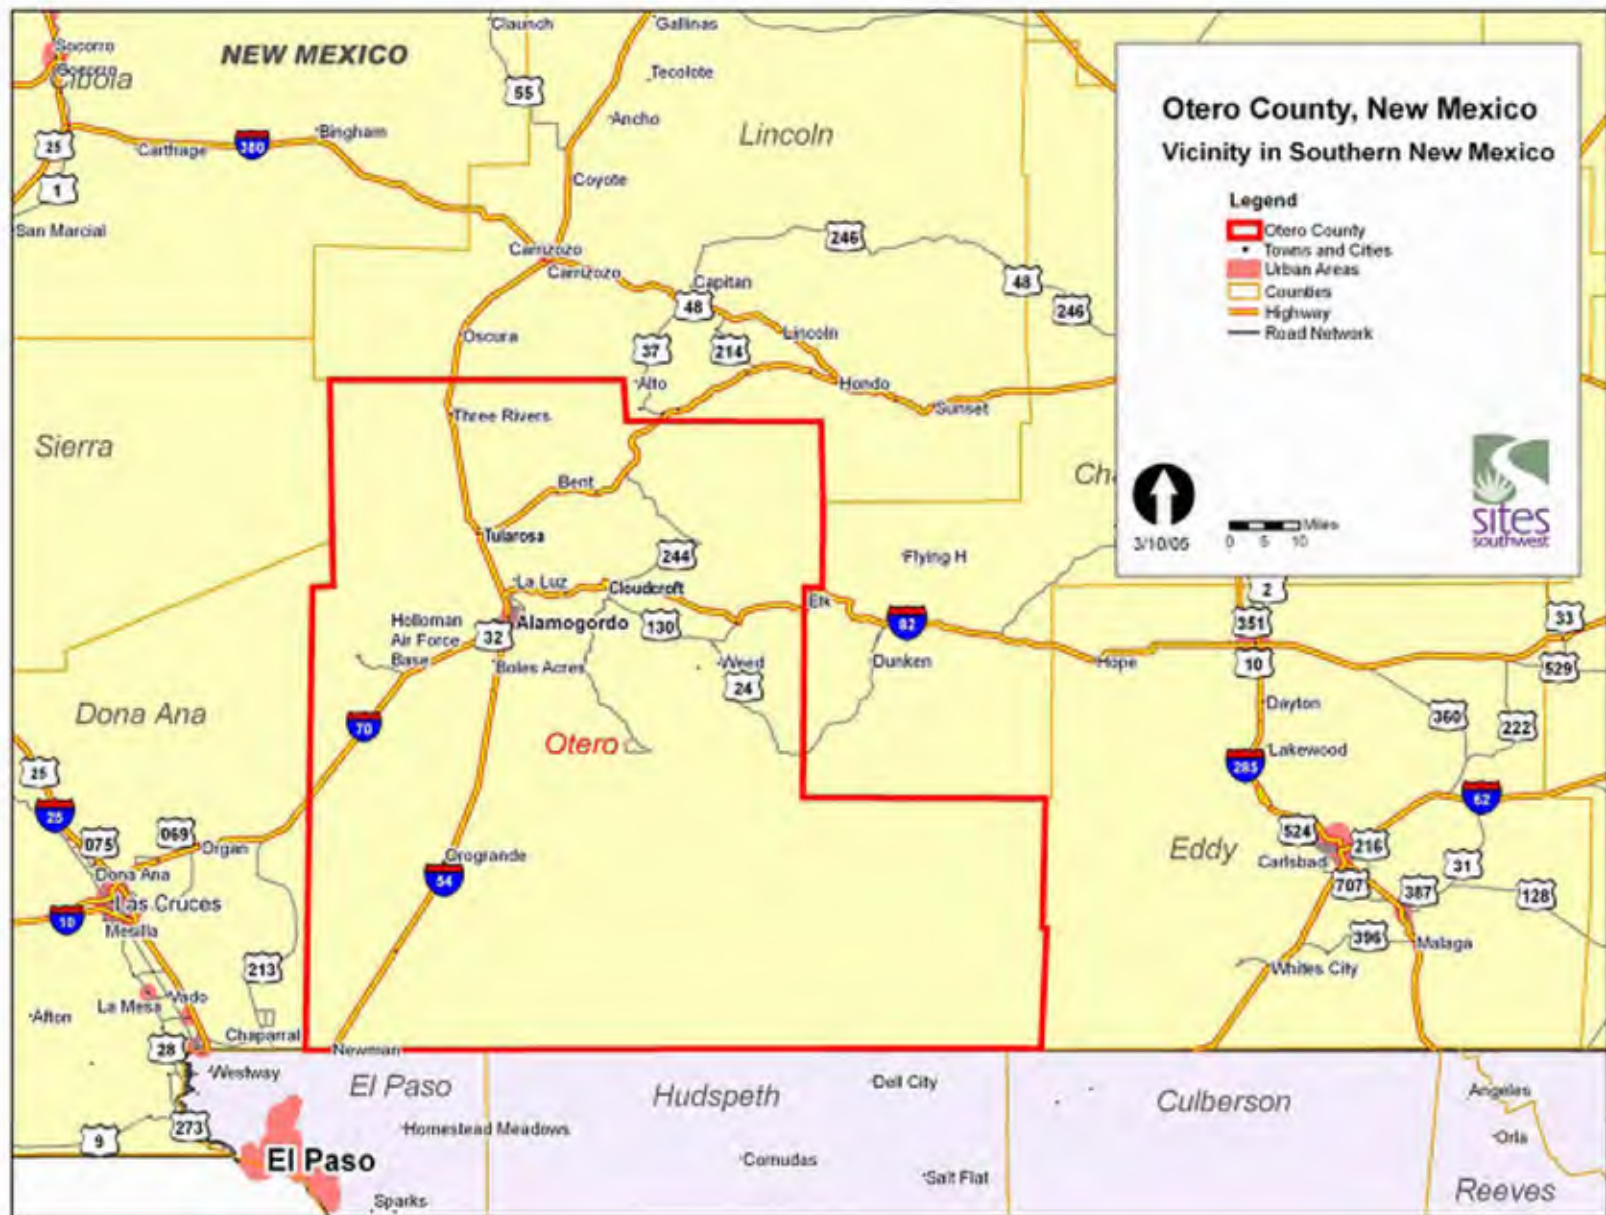 Claunch
Gallinas
Socorro
Socorro
Cibola
NEW MEXICO
Tecolote
55
Ancho
Lincoln
25
Carthage
380
Bingham
1
Coyote
San Marcial
Carrizozo
Carrizozo
246
Capitan
48
48
246
Oscura
37
214
Lincoln
Alto
Hondo
Sunset
Three Rivers
Sierra
Bent
Tularosa
244
Flying H
La Luz
Cloudcroft
Elk
82
Holloman
Air Force
Base
32
Alamogordo
130
Boles Acres
Weed
24
Dunken
Hope
2
351
33
10
529
Dona Ana
70
Otero
Dayton
360
222
Lakewood
285
62
25
25
075
069
Organ
Orogrande
54
Dona Ana
Las Cruces
10
Mesilla
524
216
Eddy
Carlsbad
31
707
387
128
396
Malaga
Whites City
213
La Mesa
Vado
Afton
Chaparral
28
Newman
Westway
El Paso
Hudspeth
Dell City
Culberson
Angeles
9
273
Homestead Meadows
Orla
El Paso
Cornudas
Salt Flat
Sparks
Reeves
Ch
Otero County, New Mexico
Vicinity in Southern New Mexico
Legend
Otero County
Towns and Cities
Urban Areas
Counties
Highway
Road Network
3/10/05
Miles
0 5 10
sites
southwest